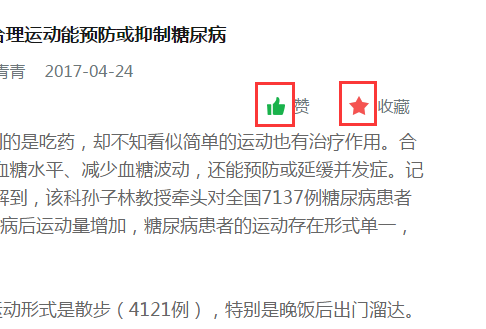 合理运动能预防或抑制糖尿病
青青 2017-04-24
赞 收藏
的是吃药，却不知看似简单的运动也有治疗作用。合
血糖水平、减少血糖波动，还能预防或延缓并发症。记
解到，该科孙子林教授牵头对全国7137例糖尿病患者
病后运动量增加，糖尿病患者的运动存在形式单一，
运动形式是散步（4121例），特别是晚饭后出门溜达。